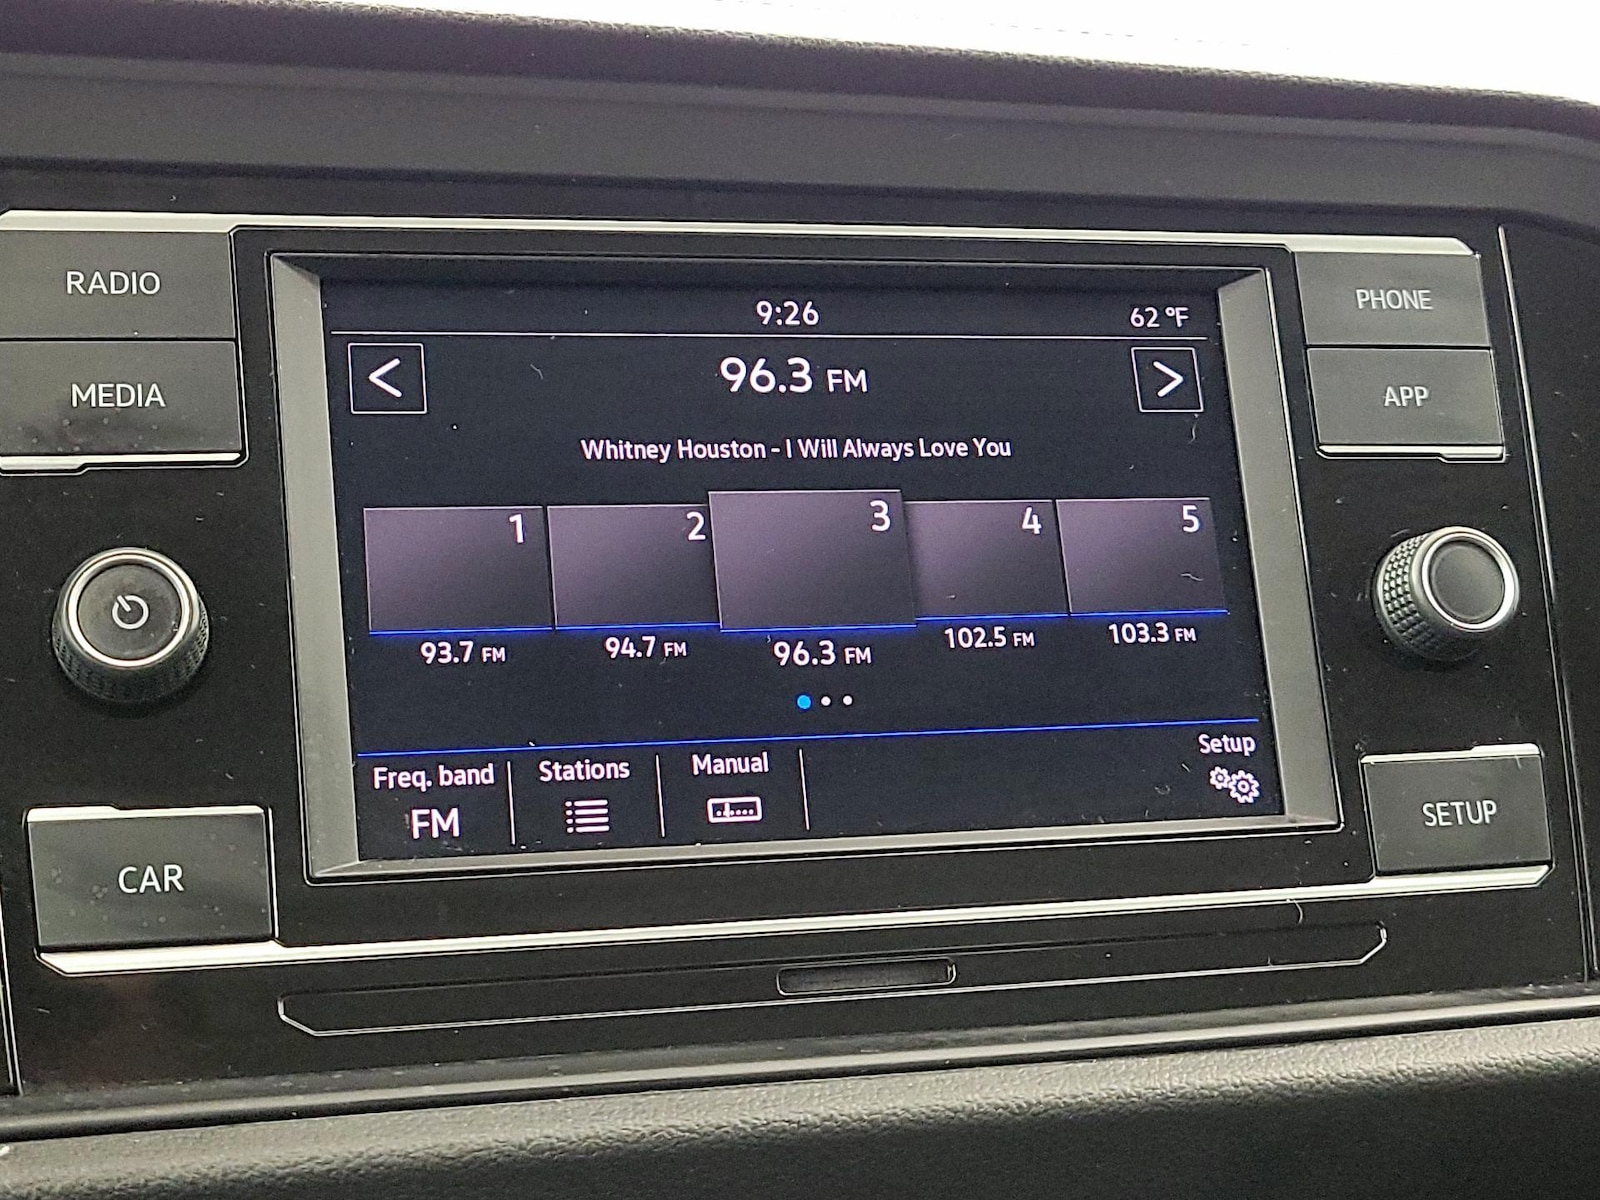 RADIO
MEDIA
CAR
9:26
62 °F
<
96.3 FM
>
Whitney Houston - I Will Always Love You
1
2
3
4
5
93.7 FM
94.7 FM
96.3 FM
102.5 FM
103.3 FM
Freq. band
FM
Stations
Manual
Setup
PHONE
APP
SETUP